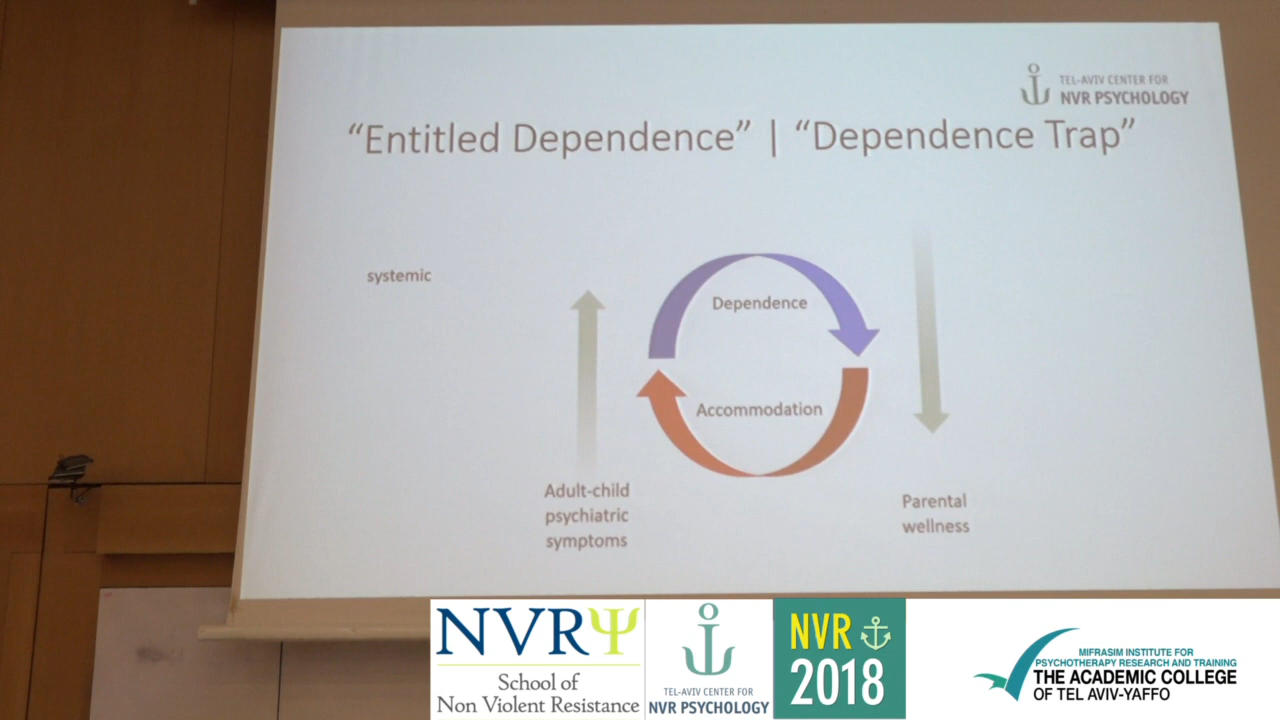 TEL-AVIV CENTER FOR
NVR PSYCHOLOGY
“Entitled Dependence” | “Dependence Trap”
systemic
Dependence
Accommodation
Adult-child
psychiatric
symptoms
Parental
wellness
NVRΨ
School of
Non Violent Resistance
TEL-AVIV CENTER FOR
NVR PSYCHOLOGY
NVR
2018
MIFRASIM INSTITUTE FOR
PSYCHOTHERAPY RESEARCH AND TRAINING
THE ACADEMIC COLLEGE
OF TEL AVIV-YAFFO